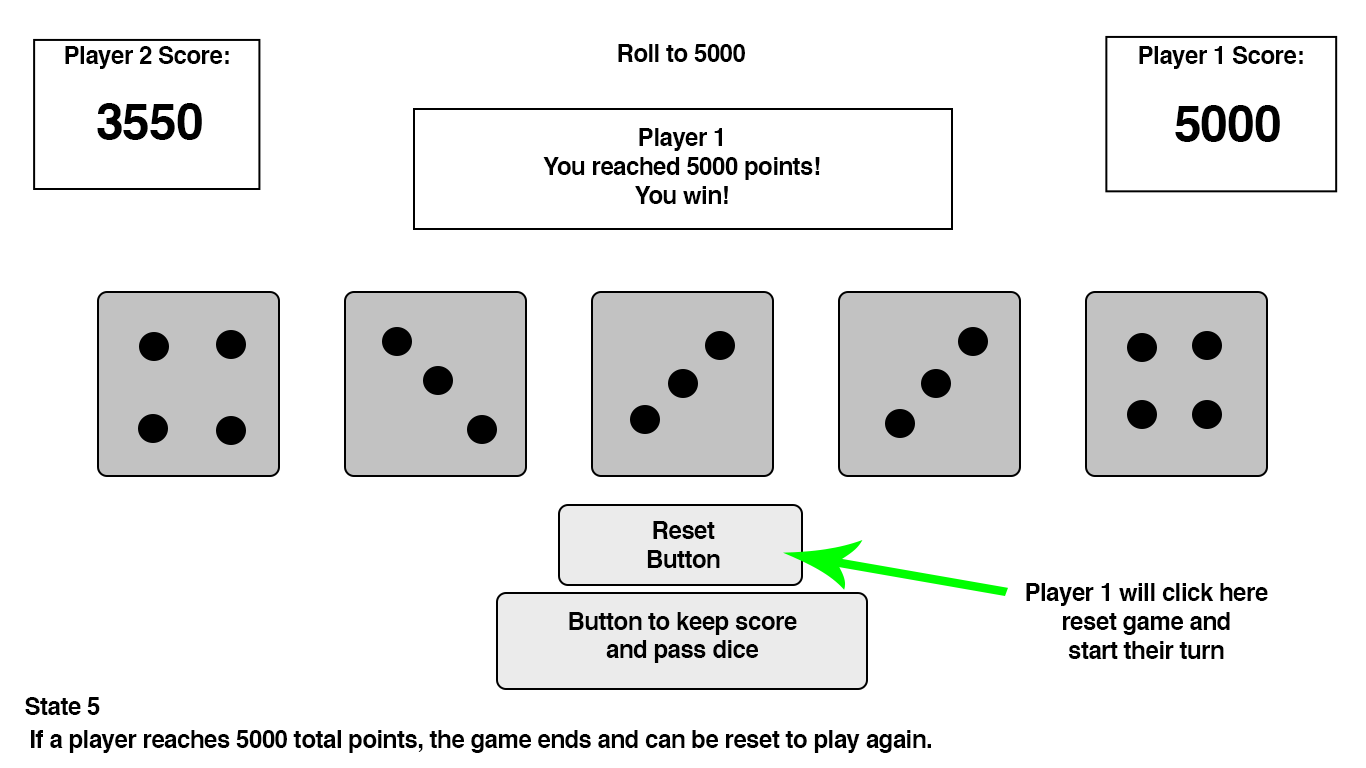 Player 2 Score:
3550
Roll to 5000
Player 1 Score:
5000
Player 1
You reached 5000 points!
You win!
Reset
Button
Button to keep score
and pass dice
Player 1 will click here
reset game and
start their turn
State 5
If a player reaches 5000 total points, the game ends and can be reset to play again.